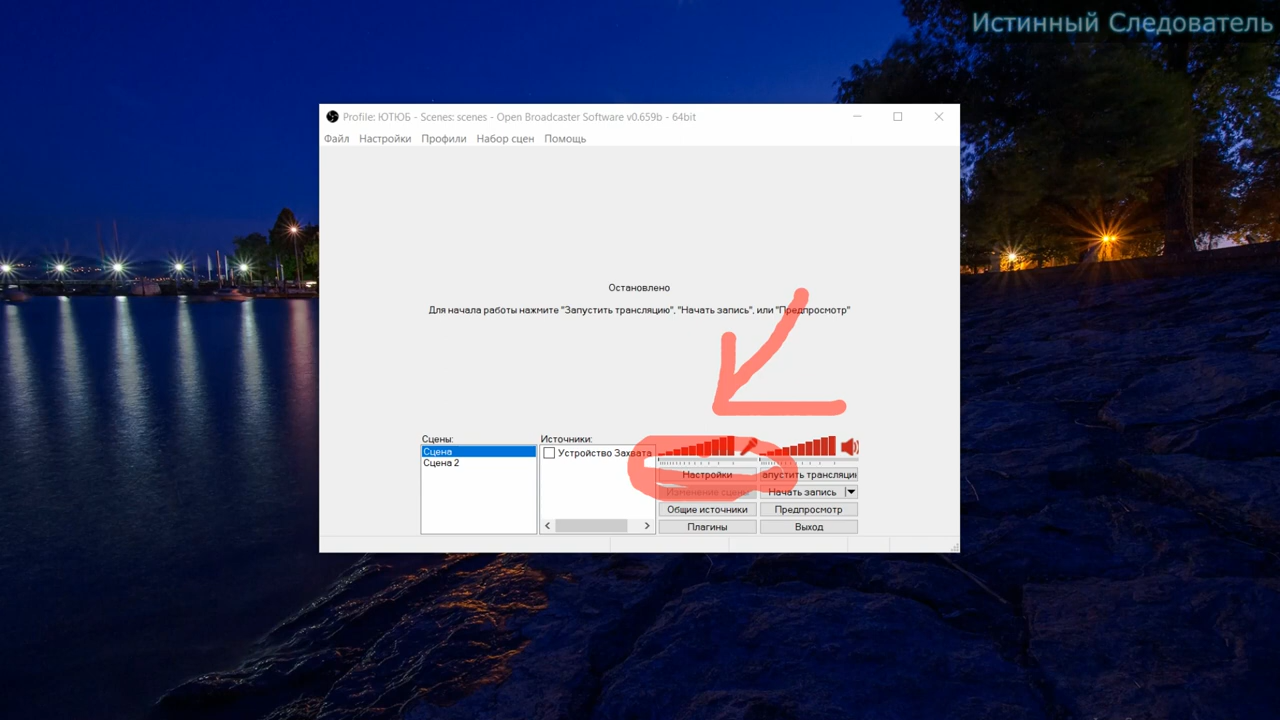 Истинный Следователь
Profile: ЮТЮБ - Scenes: scenes - Open Broadcaster Software v0.659b - 64bit
Файл Настройки Профили Набор сцен Помощь
Остановлено
Для начала работы нажмите "Запустить трансляцию", "Начать запись", или "Предпросмотр"
Сцены: Источники:
Сцена
Устройство Захвата
Сцена 2
Настройки апустить трансляци
Изменение сцены Начать запись
Общие источники Предпросмотр
Плагины Выход